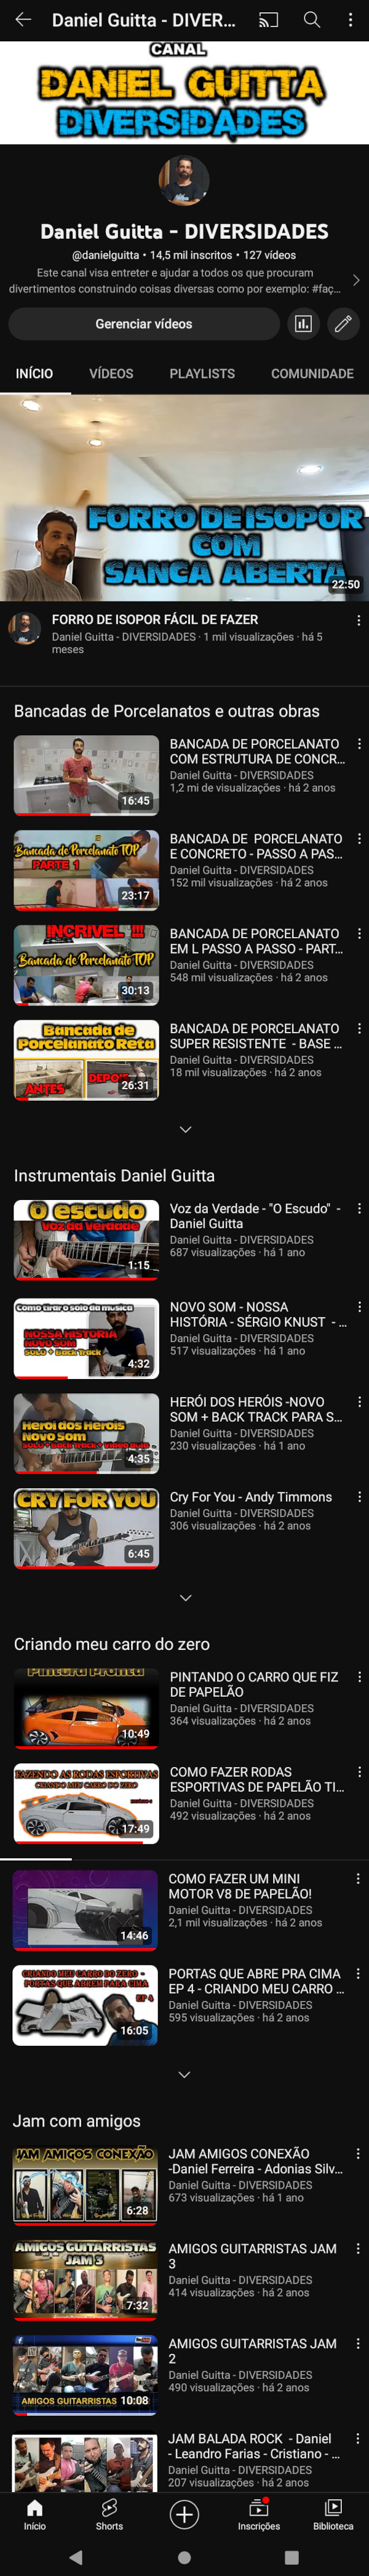 Daniel Guitta - DIVER...
CANAL
DANIEL GUITTA
DIVERSIDADES
Daniel Guitta - DIVERSIDADES
@danielguitta • 14,5 mil inscritos • 127 vídeos
Este canal visa entreter e ajudar a todos os que procuram
divertimentos construindo coisas diversas como por exemplo: #faç...
Gerenciar vídeos
INÍCIO VÍDEOS PLAYLISTS COMUNIDADE
FORRO DE ISOPOR
COM
SANCA ABERTA
22:50
FORRO DE ISOPOR FÁCIL DE FAZER
Daniel Guitta - DIVERSIDADES · 1 mil visualizações · há 5
meses
Bancadas de Porcelanatos e outras obras
16:45
BANCADA DE PORCELANATO
COM ESTRUTURA DE CONCR...
Daniel Guitta - DIVERSIDADES
1,2 mi de visualizações · há 2 anos
Bancada de Porcelanato TOP
PARTE 1
23:17
BANCADA DE PORCELANATO
E CONCRETO - PASSO A PAS...
Daniel Guitta - DIVERSIDADES
152 mil visualizações · há 2 anos
INCRIVEL !!!
Bancada de Porcelanato TOP
30:13
BANCADA DE PORCELANATO
EM L PASSO A PASSO - PART...
Daniel Guitta - DIVERSIDADES
548 mil visualizações · há 2 anos
Bancada de
Porcelanato Reta
ANTES
DEPOIS
26:31
BANCADA DE PORCELANATO
SUPER RESISTENTE - BASE ...
Daniel Guitta - DIVERSIDADES
18 mil visualizações · há 2 anos
Instrumentais Daniel Guitta
O escudo
Voz da Verdade
1:15
Voz da Verdade - "O Escudo" -
Daniel Guitta
Daniel Guitta - DIVERSIDADES
687 visualizações · há 1 ano
Como tirar o solo da musica
NOSSA HISTORIA
NOVO SOM
SOLO + Back Track
4:32
NOVO SOM - NOSSA
HISTÓRIA - SÉRGIO KNUST - ...
Daniel Guitta - DIVERSIDADES
517 visualizações · há 1 ano
Herói dos Heróis
Novo Som
SOLO + Back Track + Video aula
4:35
HERÓI DOS HERÓIS -NOVO
SOM + BACK TRACK PARA S...
Daniel Guitta - DIVERSIDADES
230 visualizações · há 1 ano
CRY FOR YOU
6:45
Cry For You - Andy Timmons
Daniel Guitta - DIVERSIDADES
306 visualizações · há 2 anos
Criando meu carro do zero
Pintura Pronta
10:49
PINTANDO O CARRO QUE FIZ
DE PAPELÃO
Daniel Guitta - DIVERSIDADES
364 visualizações · há 2 anos
FAZENDO AS RODAS ESPORTIVAS
CRIANDO MEU CARRO DO ZERO
17:49
COMO FAZER RODAS
ESPORTIVAS DE PAPELÃO TI...
Daniel Guitta - DIVERSIDADES
492 visualizações · há 2 anos
14:46
COMO FAZER UM MINI
MOTOR V8 DE PAPELÃO!
Daniel Guitta - DIVERSIDADES
2,1 mil visualizações · há 2 anos
CRIANDO MEU CARRO DO ZERO -
PORTAS QUE ABREM PARA CIMA
EP 4
16:05
PORTAS QUE ABRE PRA CIMA
EP 4 - CRIANDO MEU CARRO ...
Daniel Guitta - DIVERSIDADES
595 visualizações · há 2 anos
Jam com amigos
JAM AMIGOS CONEXÃO
6:28
JAM AMIGOS CONEXÃO
-Daniel Ferreira - Adonias Silv...
Daniel Guitta - DIVERSIDADES
673 visualizações · há 1 ano
AMIGOS GUITARRISTAS
JAM 3
7:32
AMIGOS GUITARRISTAS JAM
3
Daniel Guitta - DIVERSIDADES
414 visualizações · há 2 anos
AMIGOS GUITARRISTAS
10:08
AMIGOS GUITARRISTAS JAM
2
Daniel Guitta - DIVERSIDADES
490 visualizações · há 2 anos
JAM BALADA ROCK - Daniel
- Leandro Farias - Cristiano - ...
Daniel Guitta - DIVERSIDADES
207 visualizações · há 2 anos
Início Shorts Inscrições Biblioteca